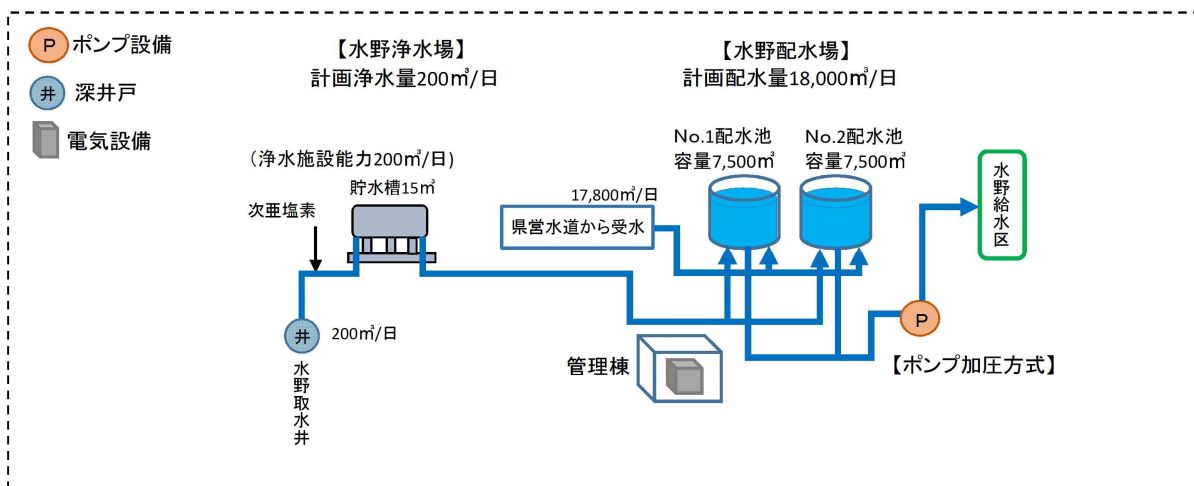 P ポンプ設備
井 深井戸
電気設備
【水野浄水場】
計画浄水量200㎥/日
(浄水施設能力200㎥/日)
貯水槽15㎥
次亜塩素
井
200㎥/日
水野取水井
【水野配水場】
計画配水量18,000㎥/日
No.1配水池
容量7,500㎥
No.2配水池
容量7,500㎥
17,800㎥/日
県営水道から受水
管理棟
P
【ポンプ加圧方式】
水野給水区